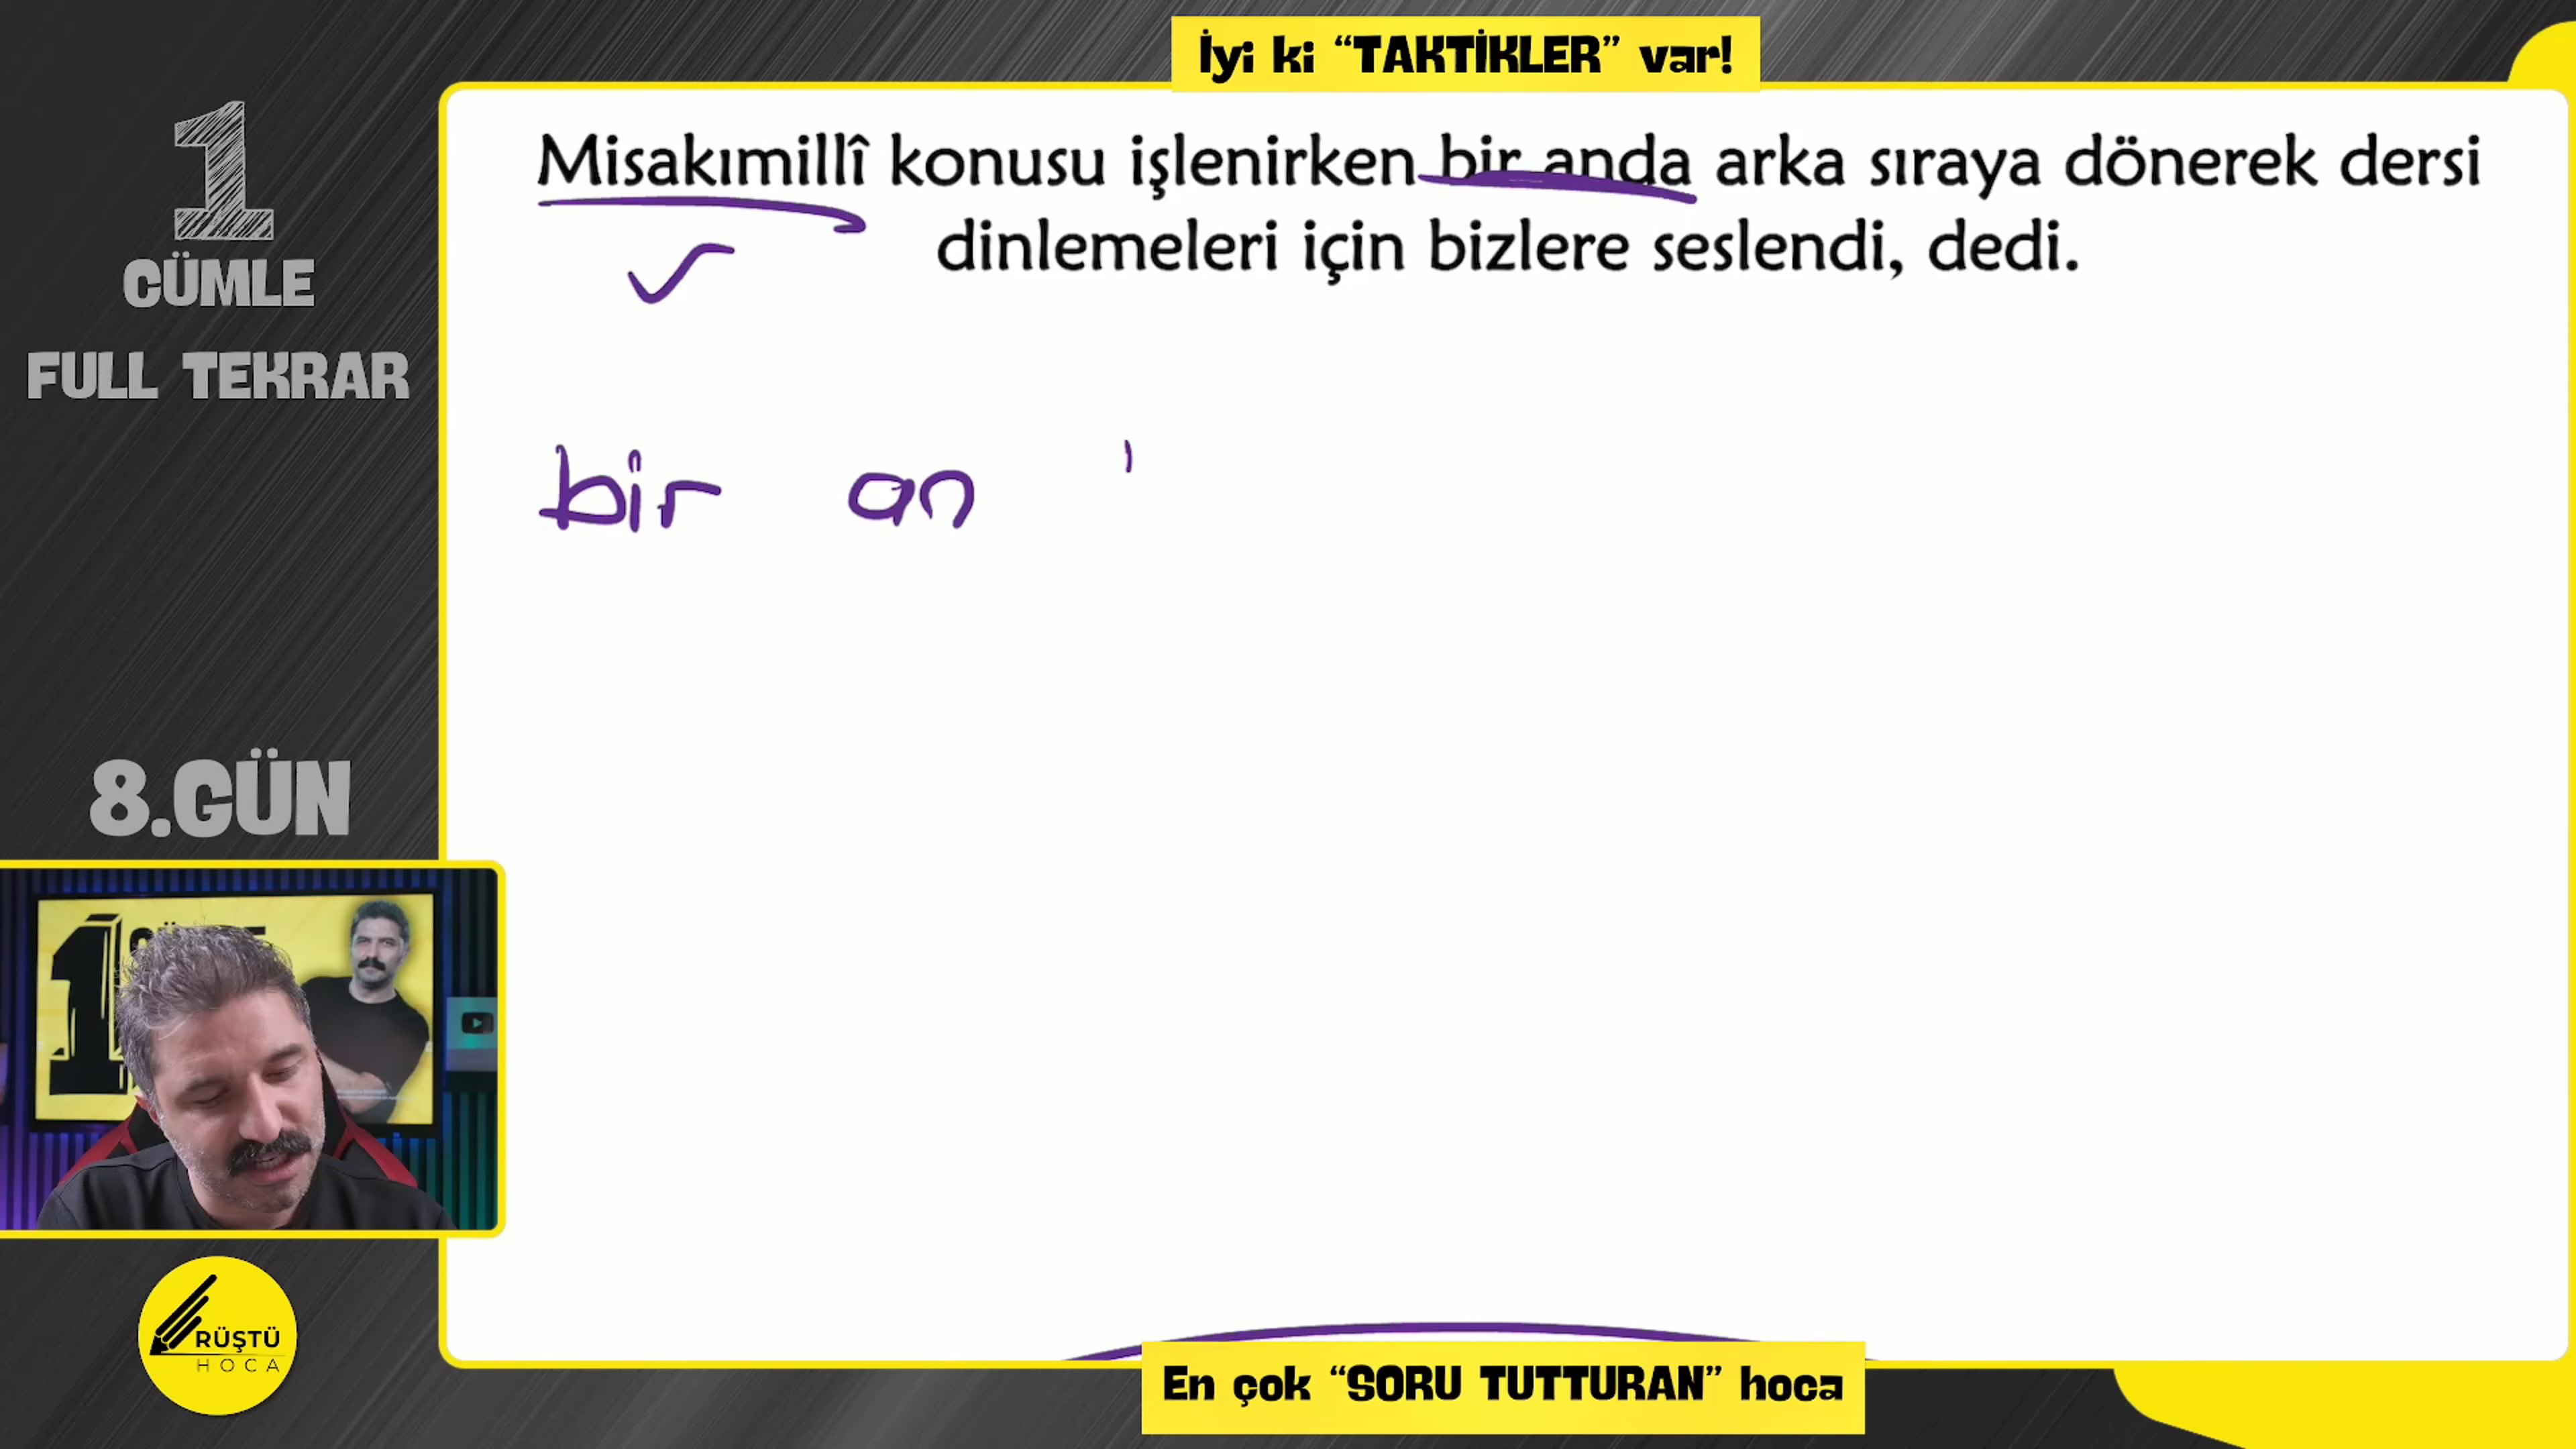 İyi ki “TAKTİKLER” var!
1
CÜMLE
FULL TEKRAR
Misakımillî konusu işlenirken bir anda arka sıraya dönerek dersi
dinlemeleri için bizlere seslendi, dedi.
bir an
8.GÜN
1
RÜŞTÜ
HOCA
En çok “SORU TUTTURAN” hoca